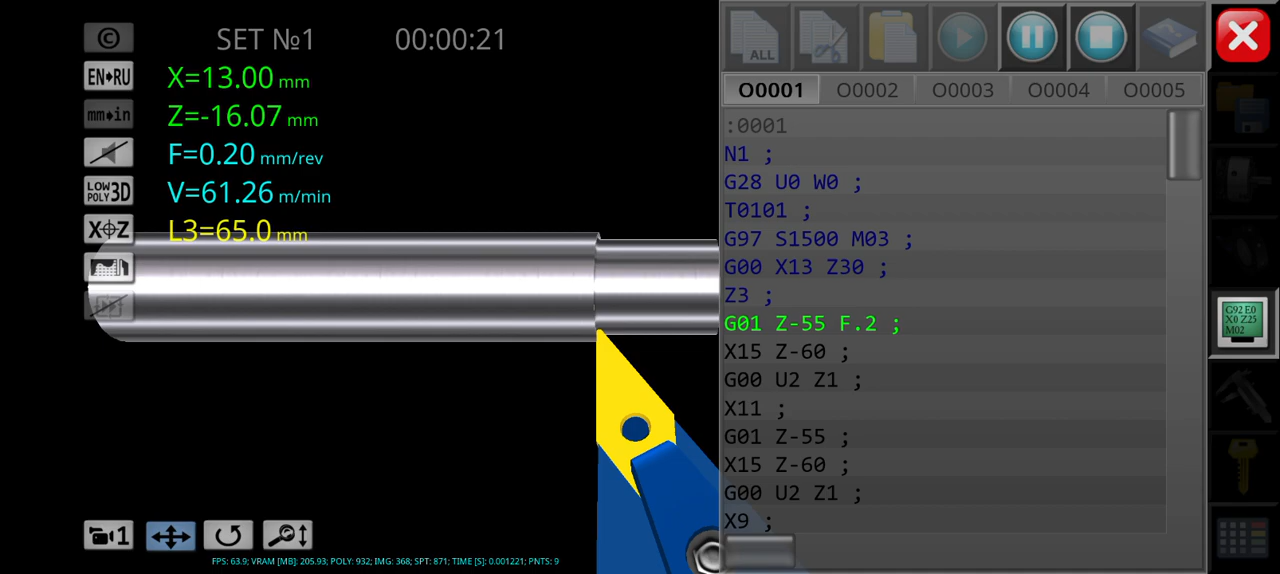 ©
SET №1
00:00:21
EN▸RU
X=13.00 mm
mm▸in
Z=-16.07 mm
F=0.20 mm/rev
LOW POLY 3D
V=61.26 m/min
X Z
L3=65.0 mm
1
FPS: 63.9; VRAM [MB]: 205.93; POLY: 932; IMG: 368; SPT: 871; TIME [S]: 0.001221; PNTS: 9
ALL
O0001 O0002 O0003 O0004 O0005
:0001
N1 ;
G28 U0 W0 ;
T0101 ;
G97 S1500 M03 ;
G00 X13 Z30 ;
Z3 ;
G01 Z-55 F.2 ;
X15 Z-60 ;
G00 U2 Z1 ;
X11 ;
G01 Z-55 ;
X15 Z-60 ;
G00 U2 Z1 ;
X9 ;
G92 E0
X0 Z25
M02